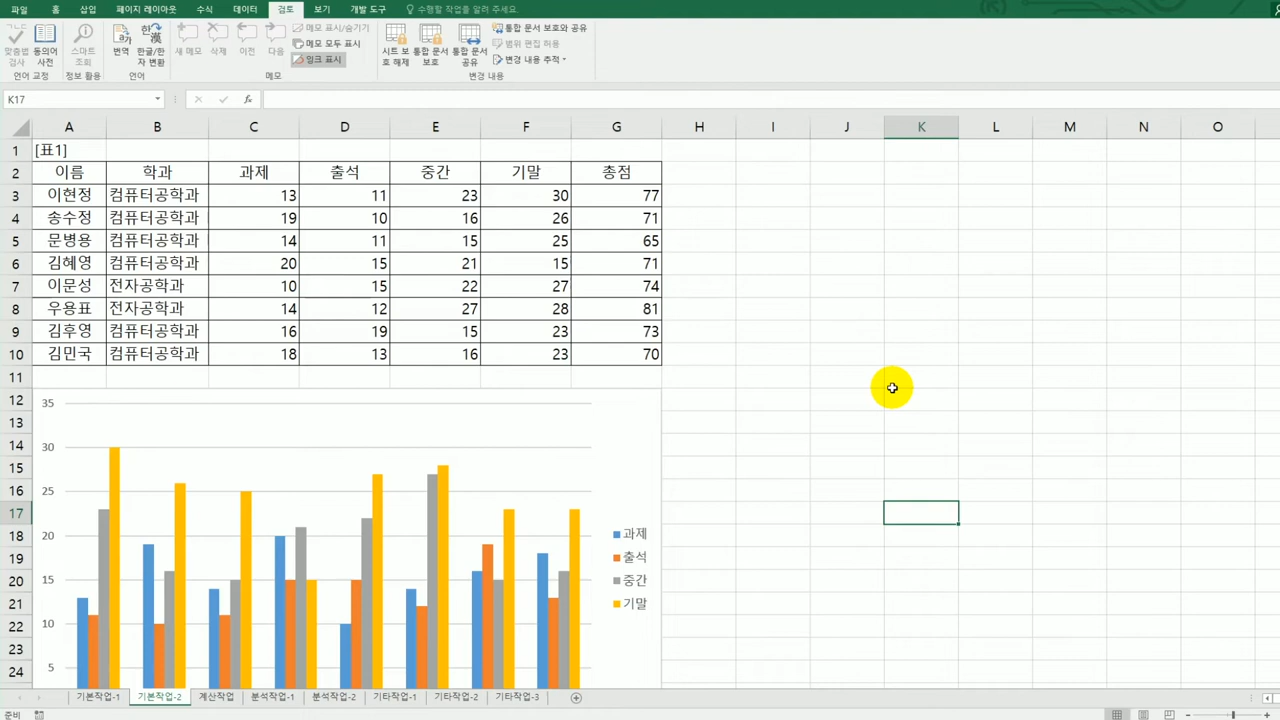 파일 홈 삽입 페이지 레이아웃 수식 데이터 검토 보기 개발 도구 수행할 작업을 알려 주세요.
맞춤법 검사 동의어 사전 스마트 조회 번역 한글/한자 변환 새 메모 삭제 이전 다음 메모 표시/숨기기
메모 모두 표시
잉크 표시
시트 보호 해제 통합 문서 보호 통합 문서 공유 통합 문서 보호와 공유
범위 편집 허용
변경 내용 추적
언어 교정 정보 활용 언어 메모 변경 내용
K17 fx
A B C D E F G H I J K L M N O
1 [표1]
2 이름 학과 과제 출석 중간 기말 총점
3 이현정 컴퓨터공학과 13 11 23 30 77
4 송수정 컴퓨터공학과 19 10 16 26 71
5 문병용 컴퓨터공학과 14 11 15 25 65
6 김혜영 컴퓨터공학과 20 15 21 15 71
7 이문성 전자공학과 10 15 22 27 74
8 우용표 전자공학과 14 12 27 28 81
9 김후영 컴퓨터공학과 16 19 15 23 73
10 김민국 컴퓨터공학과 18 13 16 23 70
11
12
13
14
15
16
17
18
19
20
21
22
23
24
35
30
25
20
15
10
5
과제
출석
중간
기말
기본작업-1 기본작업-2 계산작업 분석작업-1 분석작업-2 기타작업-1 기타작업-2 기타작업-3
준비